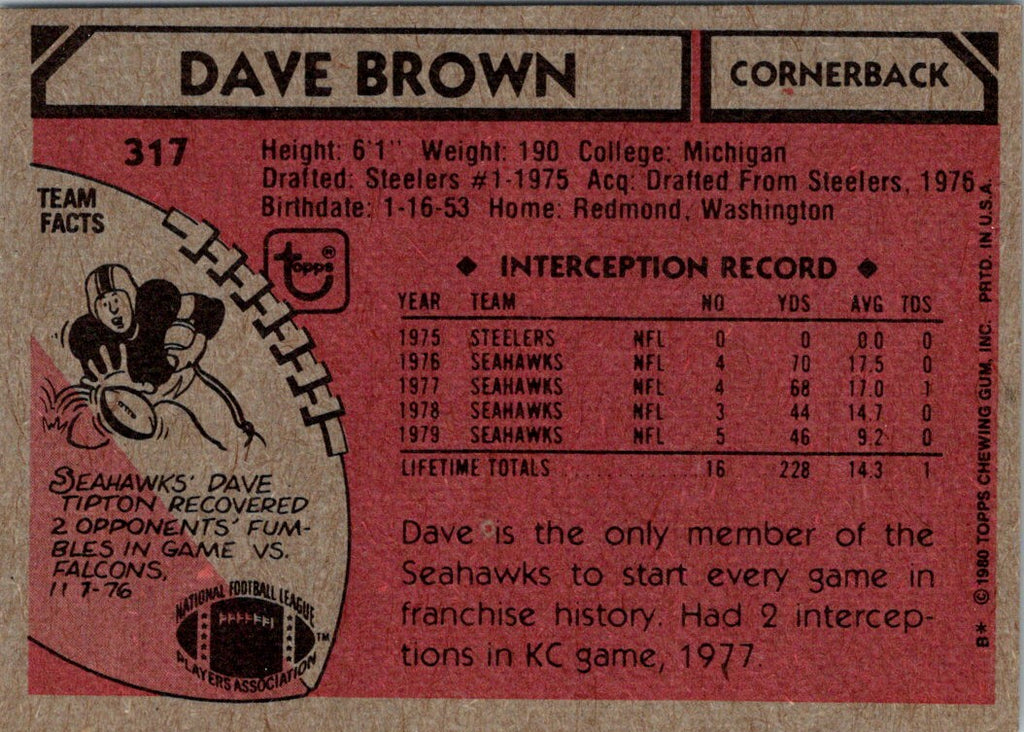 DAVE BROWN
CORNERBACK
317
Height: 6'1" Weight: 190 College: Michigan
Drafted: Steelers #1-1975 Acq: Drafted From Steelers, 1976
Birthdate: 1-16-53 Home: Redmond, Washington
TEAM
FACTS
topps®
◆ INTERCEPTION RECORD ◆
YEAR TEAM NO YDS AVG TDS
1975 STEELERS NFL 0 0 0.0 0
1976 SEAHAWKS NFL 4 70 17.5 0
1977 SEAHAWKS NFL 4 68 17.0 1
1978 SEAHAWKS NFL 3 44 14.7 0
1979 SEAHAWKS NFL 5 46 9.2 0
LIFETIME TOTALS .................. 16 228 14.3 1
SEAHAWKS' DAVE
TIPTON RECOVERED
2 OPPONENTS' FUM-
BLES IN GAME VS.
FALCONS,
11-7-76
NATIONAL FOOTBALL LEAGUE
PLAYERS ASSOCIATION
TM
Dave is the only member of the
Seahawks to start every game in
franchise history. Had 2 intercep-
tions in KC game, 1977.
B* © 1980 TOPPS CHEWING GUM, INC. PRTD. IN U.S.A.